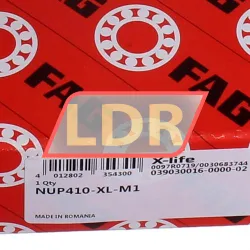 FAG
FAG
LDR
X-life
0097R0719/0030683744
039030016-0000-02
4 012802 354300
1 Qty
NUP410-XL-M1
MADE IN ROMANIA